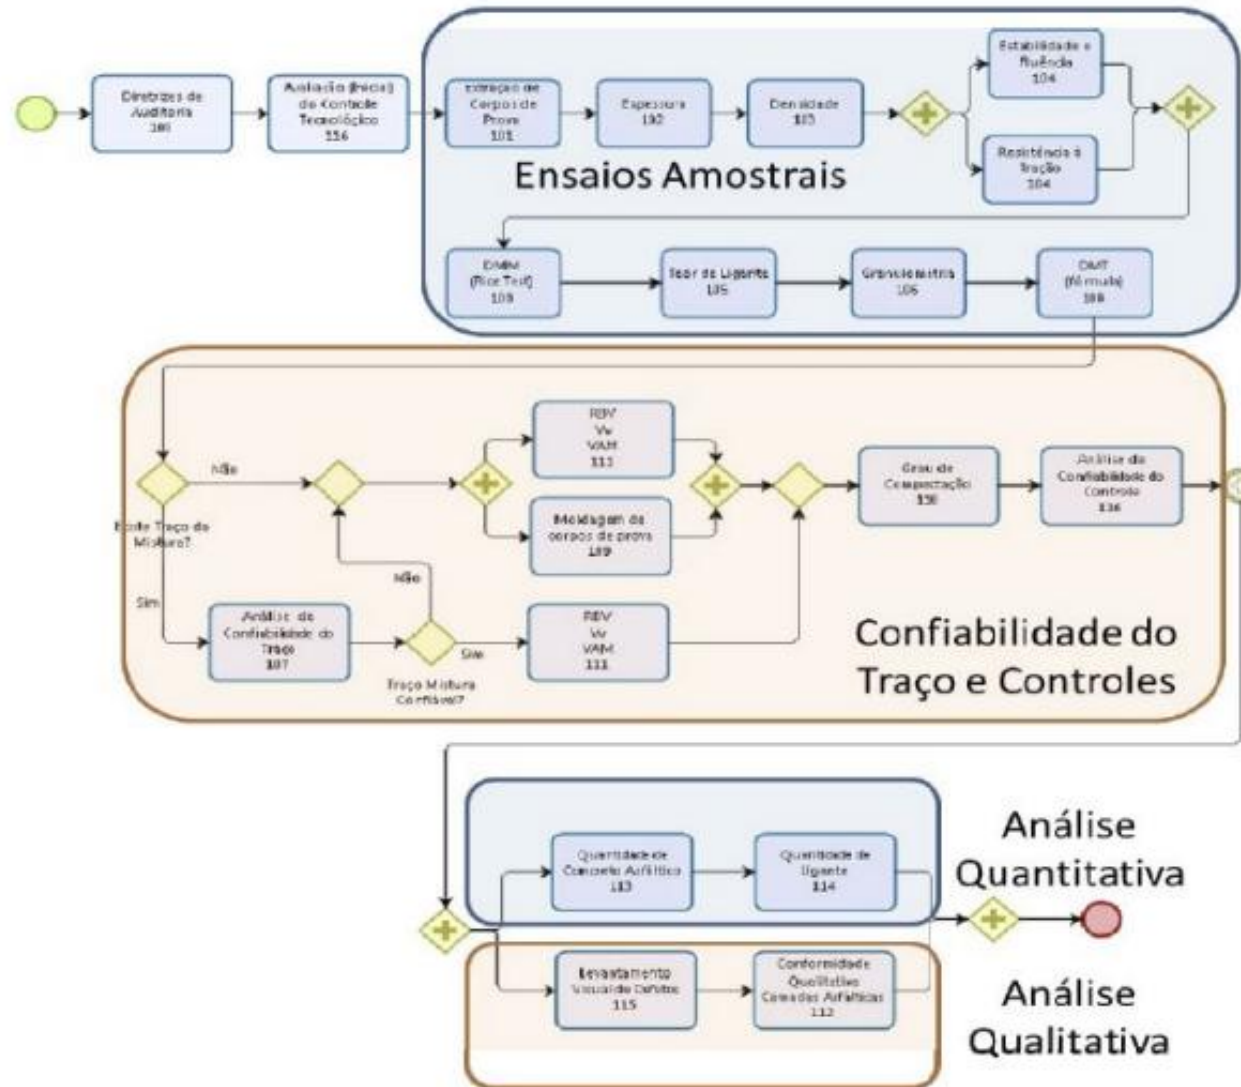 Diretrizes de
Auditoria
Avaliação (Inicial)
do Controle
Tecnológico
116
Extração de
Corpos de
Prova
101
Espessura
102
Densidade
103
Estabilidade e
Fluência
104
Resistência à
Tração
104
Ensaios Amostrais
DMM
(Rice Test)
108
Teor de Ligante
105
Granulometria
106
DMT
(fórmula)
108
Existe Traço da
Mistura?
Não
Sim
RBV
Vv
VAM
111
Moldagem de
corpos de prova
109
Grau de
Compactação
110
Análise da
Confiabilidade do
Controle
116
Não
Análise da
Confiabilidade do
Traço
107
Sim
Traço Mistura
Confiável?
RBV
Vv
VAM
111
Confiabilidade do
Traço e Controles
Quantidade de
Concreto Asfáltico
113
Quantidade de
Ligante
114
Análise
Quantitativa
Levantamento
Visual de Defeitos
115
Conformidade
Qualitativa
Camadas Asfálticas
112
Análise
Qualitativa